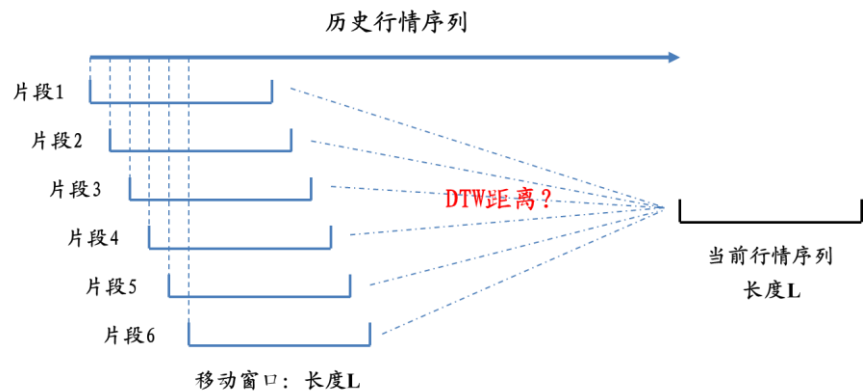 历史行情序列
片段1
片段2
片段3
DTW距离？
片段4
当前行情序列
长度L
片段5
片段6
移动窗口：长度L